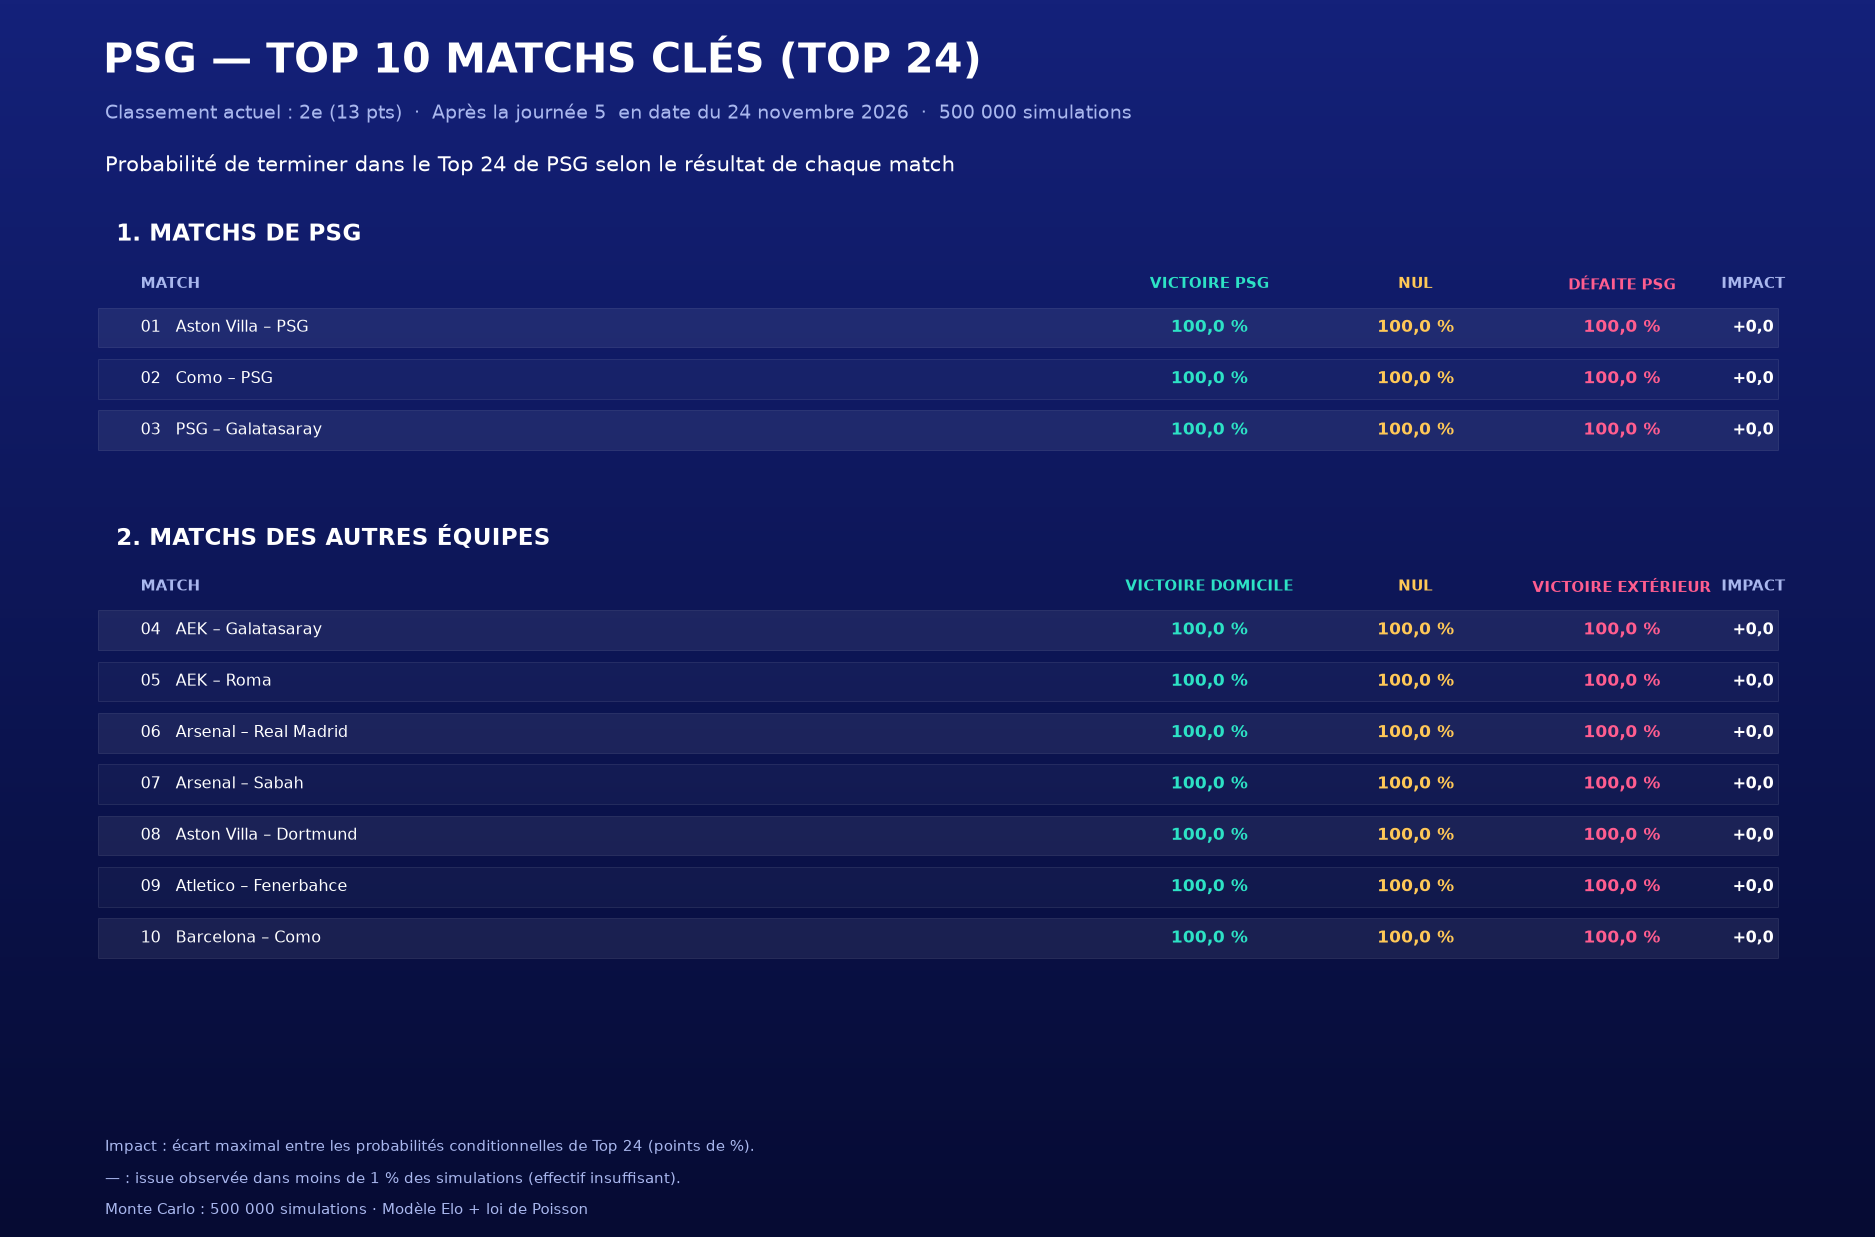 PSG — TOP 10 MATCHS CLÉS (TOP 24)
Classement actuel : 2e (13 pts) · Après la journée 5 en date du 24 novembre 2026 · 500 000 simulations
Probabilité de terminer dans le Top 24 de PSG selon le résultat de chaque match
1. MATCHS DE PSG
MATCH VICTOIRE PSG NUL DÉFAITE PSG IMPACT
01 Aston Villa – PSG 100,0 % 100,0 % 100,0 % +0,0
02 Como – PSG 100,0 % 100,0 % 100,0 % +0,0
03 PSG – Galatasaray 100,0 % 100,0 % 100,0 % +0,0
2. MATCHS DES AUTRES ÉQUIPES
MATCH VICTOIRE DOMICILE NUL VICTOIRE EXTÉRIEUR IMPACT
04 AEK – Galatasaray 100,0 % 100,0 % 100,0 % +0,0
05 AEK – Roma 100,0 % 100,0 % 100,0 % +0,0
06 Arsenal – Real Madrid 100,0 % 100,0 % 100,0 % +0,0
07 Arsenal – Sabah 100,0 % 100,0 % 100,0 % +0,0
08 Aston Villa – Dortmund 100,0 % 100,0 % 100,0 % +0,0
09 Atletico – Fenerbahce 100,0 % 100,0 % 100,0 % +0,0
10 Barcelona – Como 100,0 % 100,0 % 100,0 % +0,0
Impact : écart maximal entre les probabilités conditionnelles de Top 24 (points de %).
— : issue observée dans moins de 1 % des simulations (effectif insuffisant).
Monte Carlo : 500 000 simulations · Modèle Elo + loi de Poisson